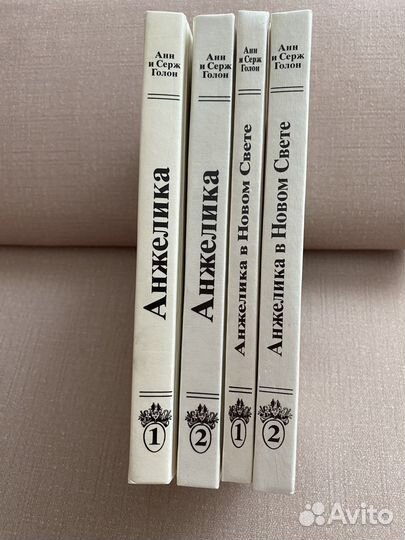 Анн
и Серж
Голон
Анжелика
1
Анн
и Серж
Голон
Анжелика
2
Анн
и Серж
Голон
Анжелика в Новом Свете
1
Анн
и Серж
Голон
Анжелика в Новом Свете
2
Avito